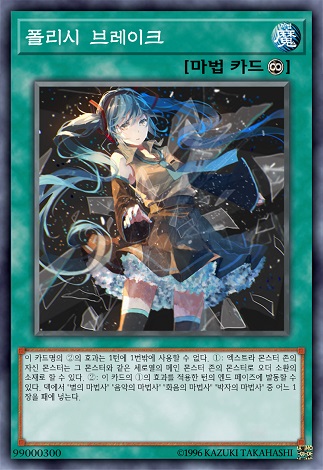 폴리시 브레이크
魔
[마법 카드]
이 카드명의 ②의 효과는 1턴에 1번밖에 사용할 수 없다. ①: 엑스트라 몬스터 존의
자신 몬스터는 그 몬스터와 같은 세로열의 메인 몬스터 존의 몬스터로 모더 소환의
소재로 할 수 있다. ②: 이 카드의 ①의 효과를 적용한 턴의 엔드 페이즈에 발동할 수
있다. 덱에서 "별의 마법사" "음악의 마법사" "화음의 마법사" "박자의 마법사" 중 어느 1
장을 패에 넣는다.
99000300
©1996 KAZUKI TAKAHASHI